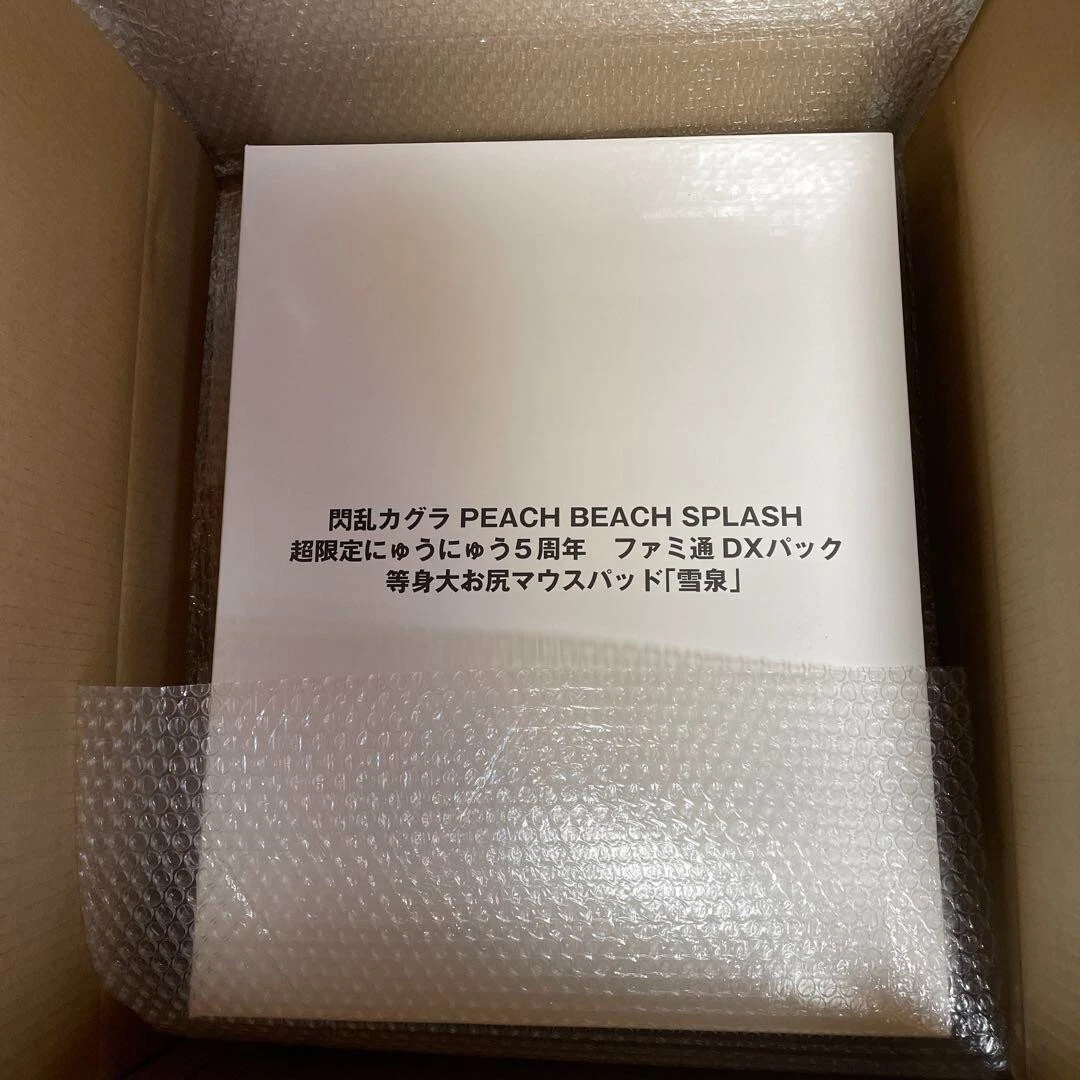 閃乱カグラ PEACH BEACH SPLASH
超限定にゅうにゅう5周年　ファミ通DXパック
等身大お尻マウスパッド「雪泉」